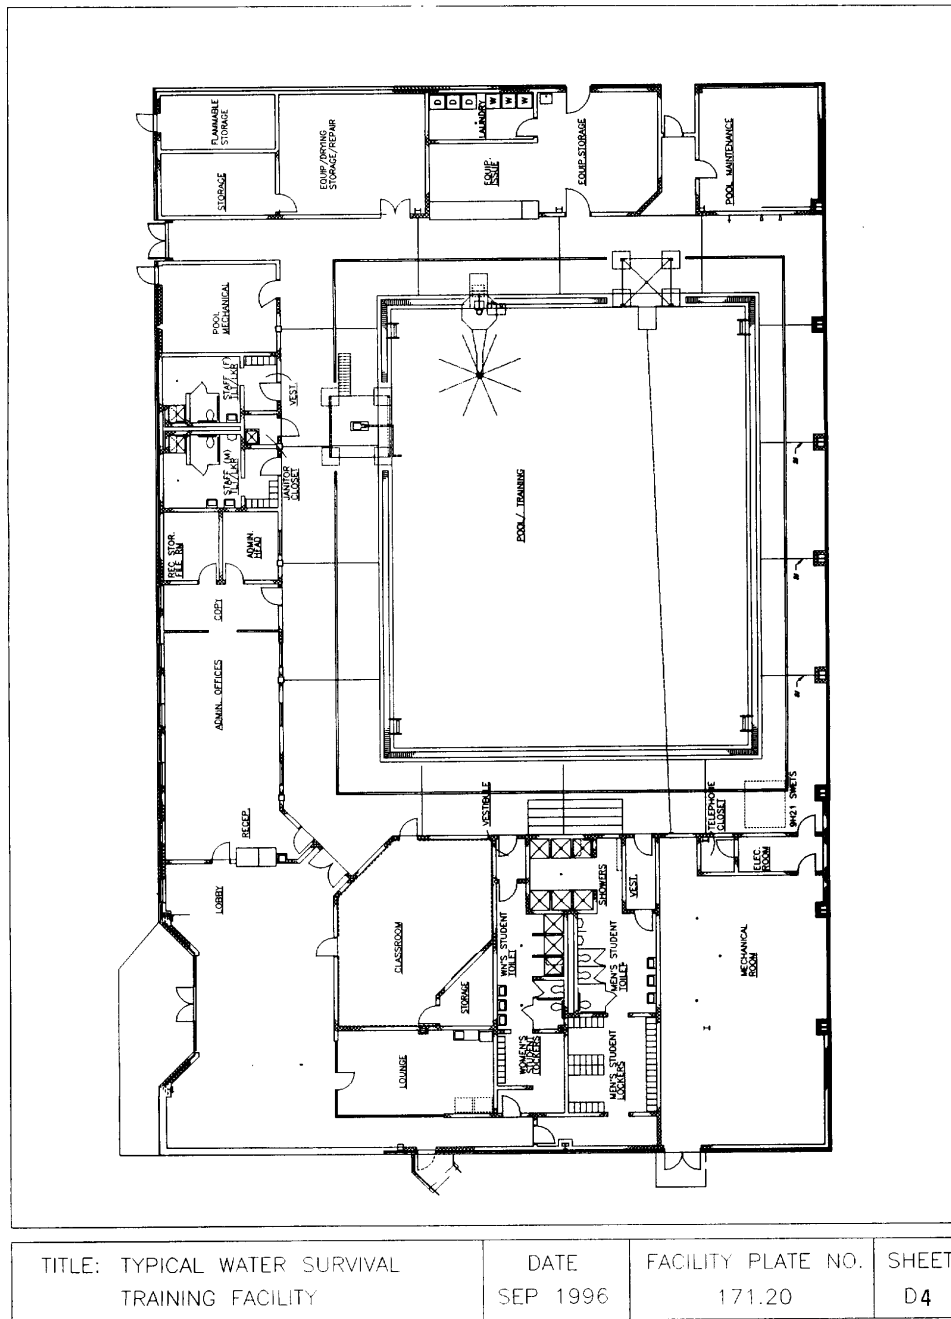 FLAMMABLE
STORAGE
STORAGE
EQUIP/DRYING
STORAGE/REPAIR
D
D
D
LAUNDRY
W
W
W
EQUIP.
ISSUE
EQUIP.STORAGE
POOL MAINTENANCE
POOL
MECHANICAL
STAFF (F)
TLT/LKR
VEST.
STAFF (M)
TLT/LKR
JANITOR
CLOSET
REC STOR.
FILE RM
ADMIN.
HEAD
COPY
ADMIN. OFFICES
RECEP.
LOBBY
POOL/ TRAINING
VESTIBULE
TELEPHONE
CLOSET
9H21 SWETS
ELEC.
ROOM
SHOWERS
VEST.
CLASSROOM
STORAGE
WN'S STUDENT
TOILET
MEN'S STUDENT
TOILET
MECHANICAL
ROOM
LOUNGE
WOMEN'S
STUDENT
LOCKERS
MEN'S STUDENT
LOCKERS
TITLE: TYPICAL WATER SURVIVAL
TRAINING FACILITY
DATE
SEP 1996
FACILITY PLATE NO.
171.20
SHEET
D4